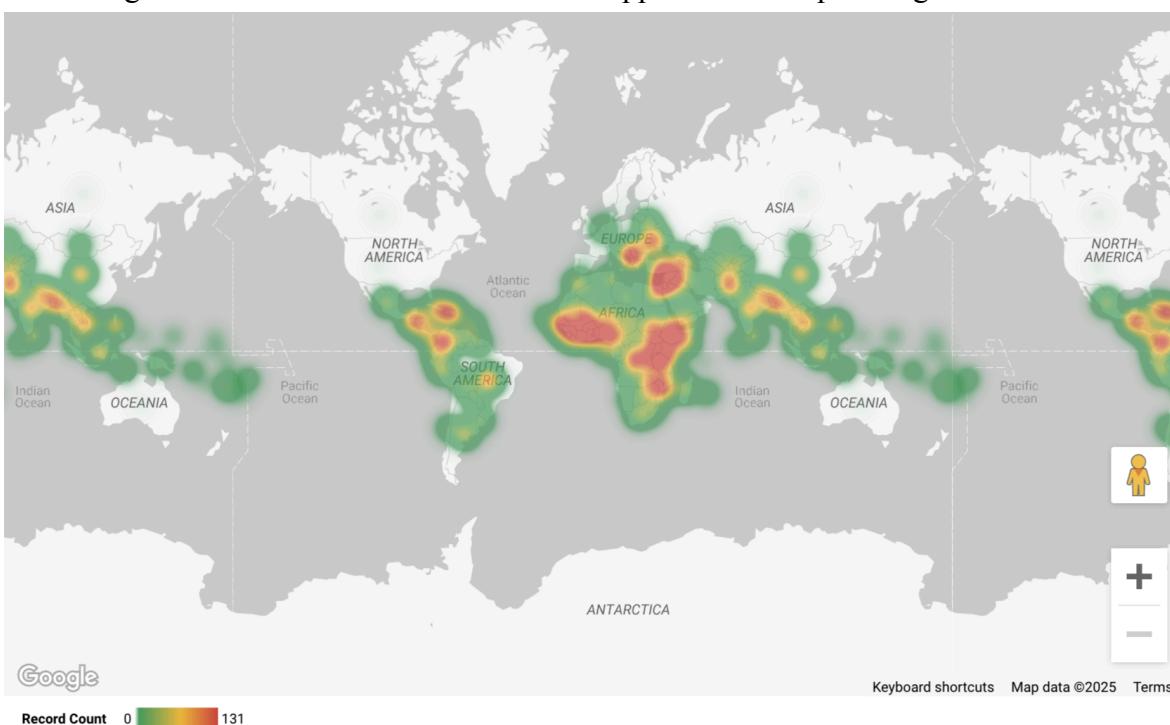 ASIA
NORTH
AMERICA
Atlantic
Ocean
EUROPE
ASIA
NORTH
AMERICA
AFRICA
SOUTH
AMERICA
Indian
Ocean
OCEANIA
Pacific
Ocean
Indian
Ocean
OCEANIA
Pacific
Ocean
ANTARCTICA
Google
Keyboard shortcuts Map data ©2025 Terms
Record Count 0 131